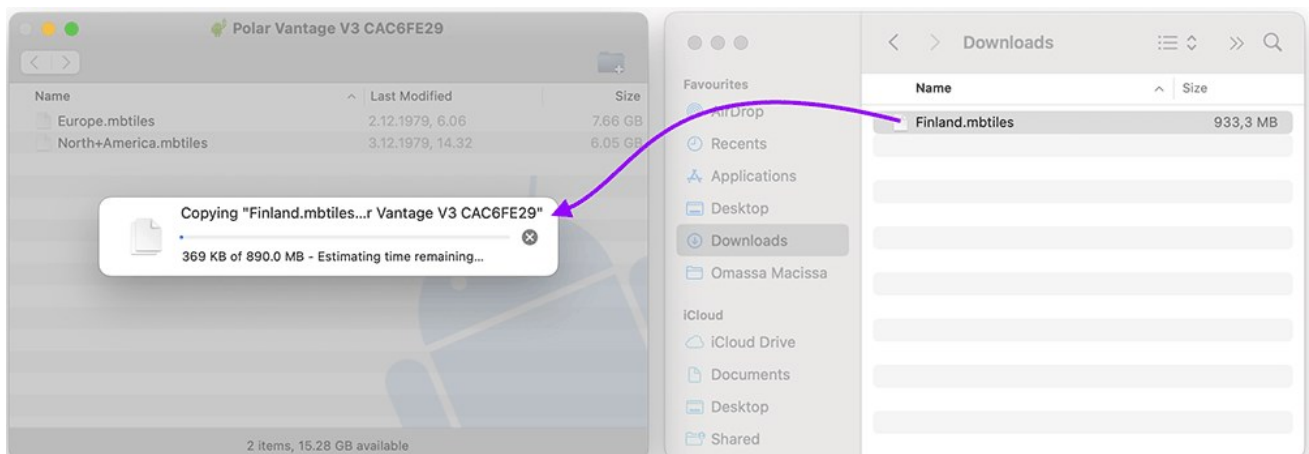 Polar Vantage V3 CAC6FE29
Name Last Modified Size
Europe.mbtiles 2.12.1979, 6.06 7.66 GB
North+America.mbtiles 3.12.1979, 14.32 6.05 GB
Copying "Finland.mbtiles...r Vantage V3 CAC6FE29"
369 KB of 890.0 MB - Estimating time remaining...
2 items, 15.28 GB available
Favourites
AirDrop
Recents
Applications
Desktop
Downloads
Omassa Macissa
iCloud
iCloud Drive
Documents
Desktop
Shared
Downloads
Name Size
Finland.mbtiles 933,3 MB